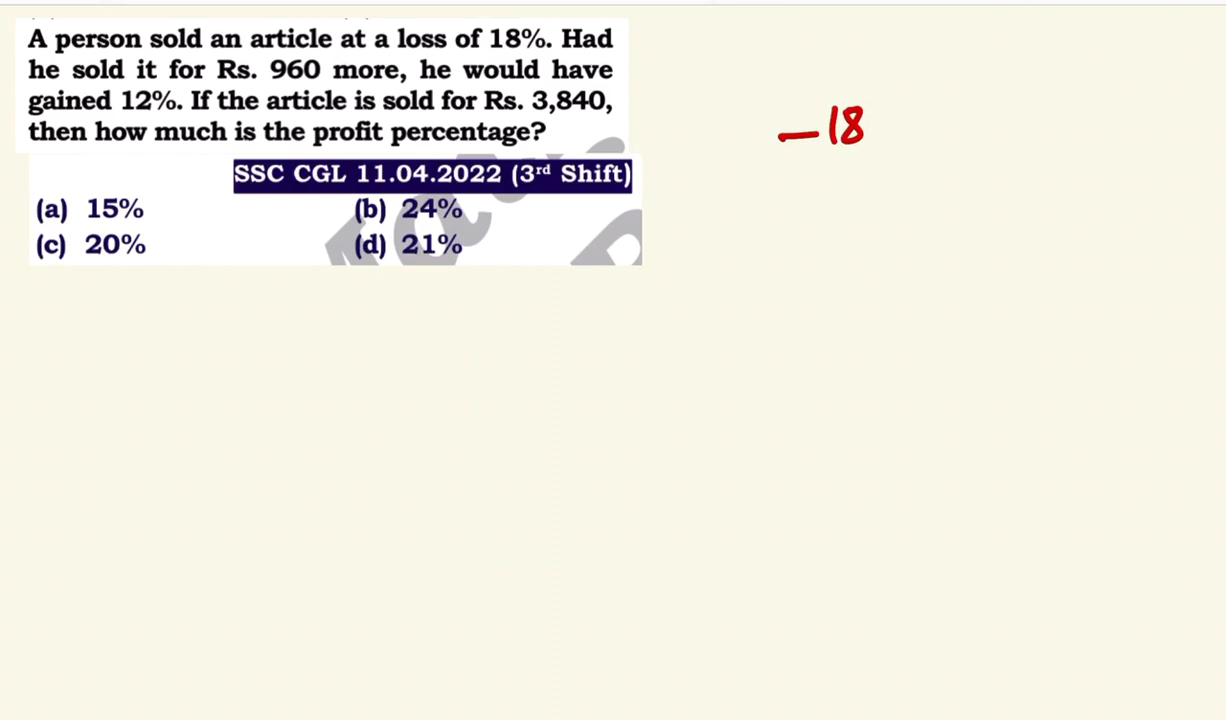 A person sold an article at a loss of 18%. Had
he sold it for Rs. 960 more, he would have
gained 12%. If the article is sold for Rs. 3,840,
then how much is the profit percentage?
SSC CGL 11.04.2022 (3rd Shift)
(a) 15% (b) 24%
(c) 20% (d) 21%
– 18